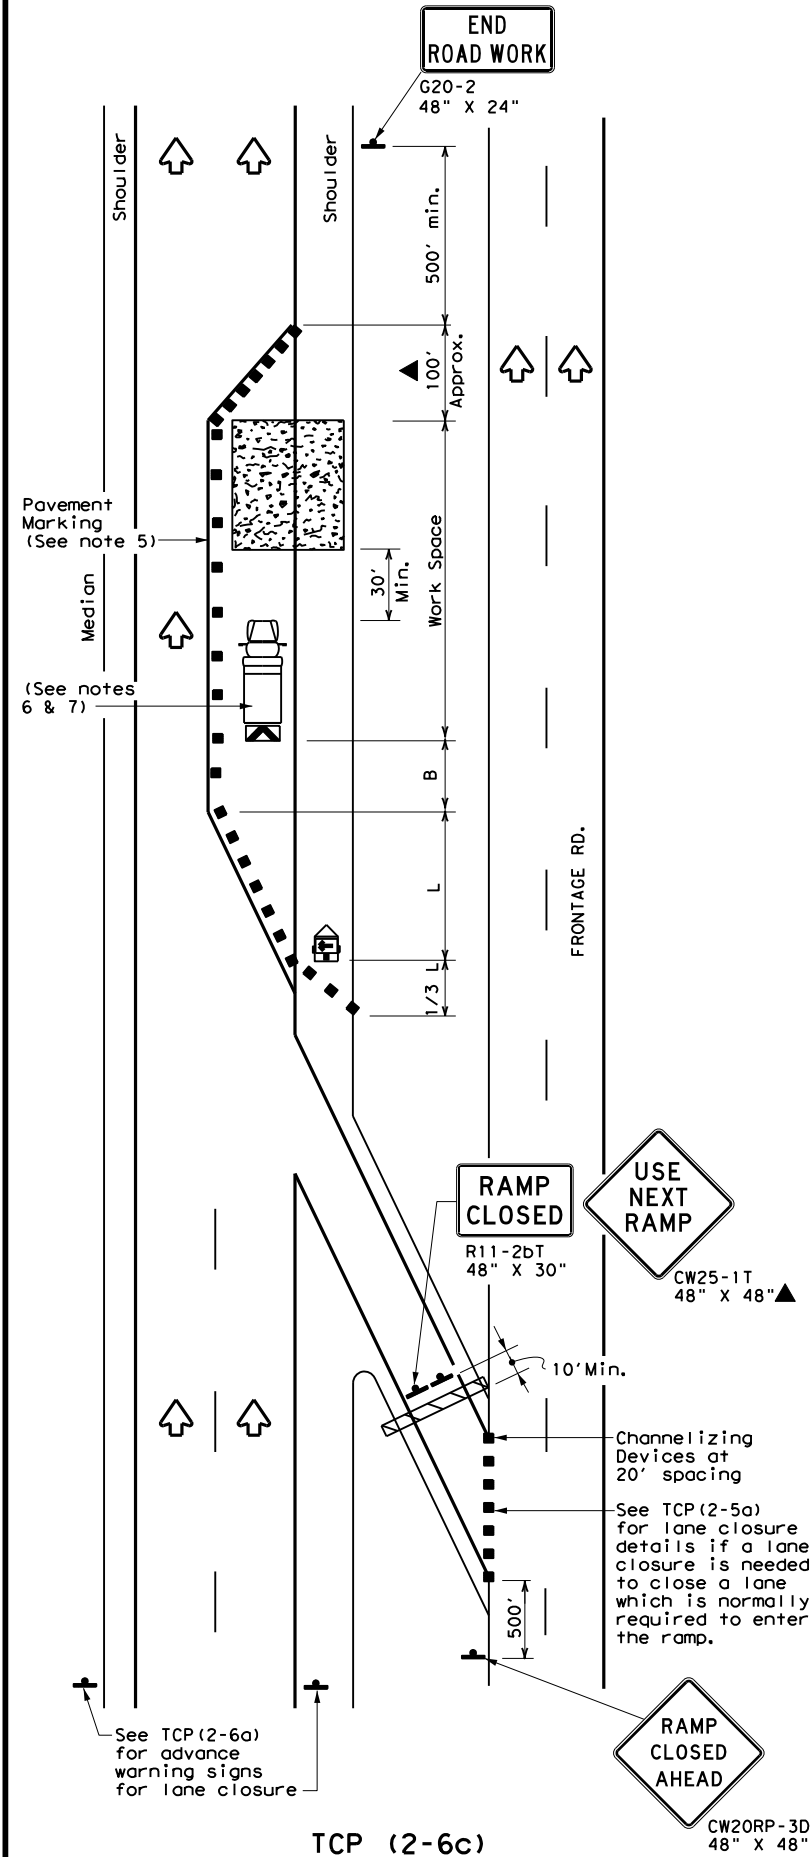 END
ROAD WORK
G20-2
48" X 24"
Shoulder
Shoulder
500' min.
100'
Approx.
Pavement
Marking
(See note 5)
Work Space
30'
Min.
Median
(See notes
6 & 7)
B
L
FRONTAGE RD.
1/3 L
RAMP
CLOSED
R11-2bT
48" X 30"
USE
NEXT
RAMP
CW25-1T
48" X 48"
10'Min.
Channelizing
Devices at
20' spacing
See TCP(2-5a)
for lane closure
details if a lane
closure is needed
to close a lane
which is normally
required to enter
the ramp.
500'
See TCP(2-6a)
for advance
warning signs
for lane closure
RAMP
CLOSED
AHEAD
CW20RP-3D
48" X 48"
TCP (2-6c)